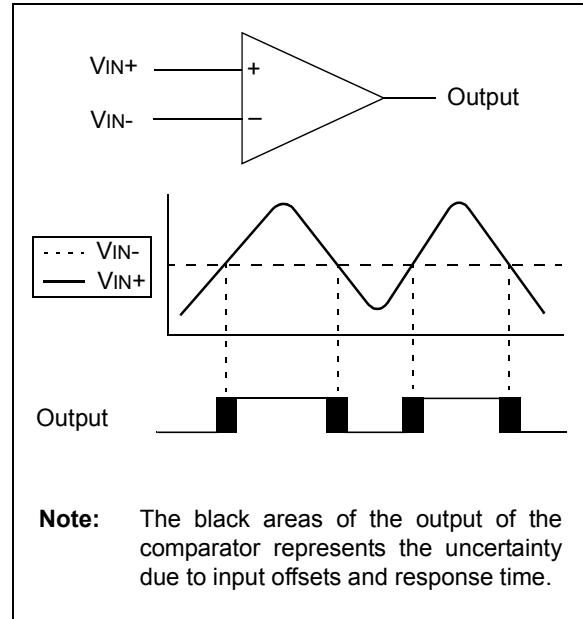 VIN+
+
Output
VIN-
–
VIN-
VIN+
Output
Note: The black areas of the output of the
comparator represents the uncertainty
due to input offsets and response time.